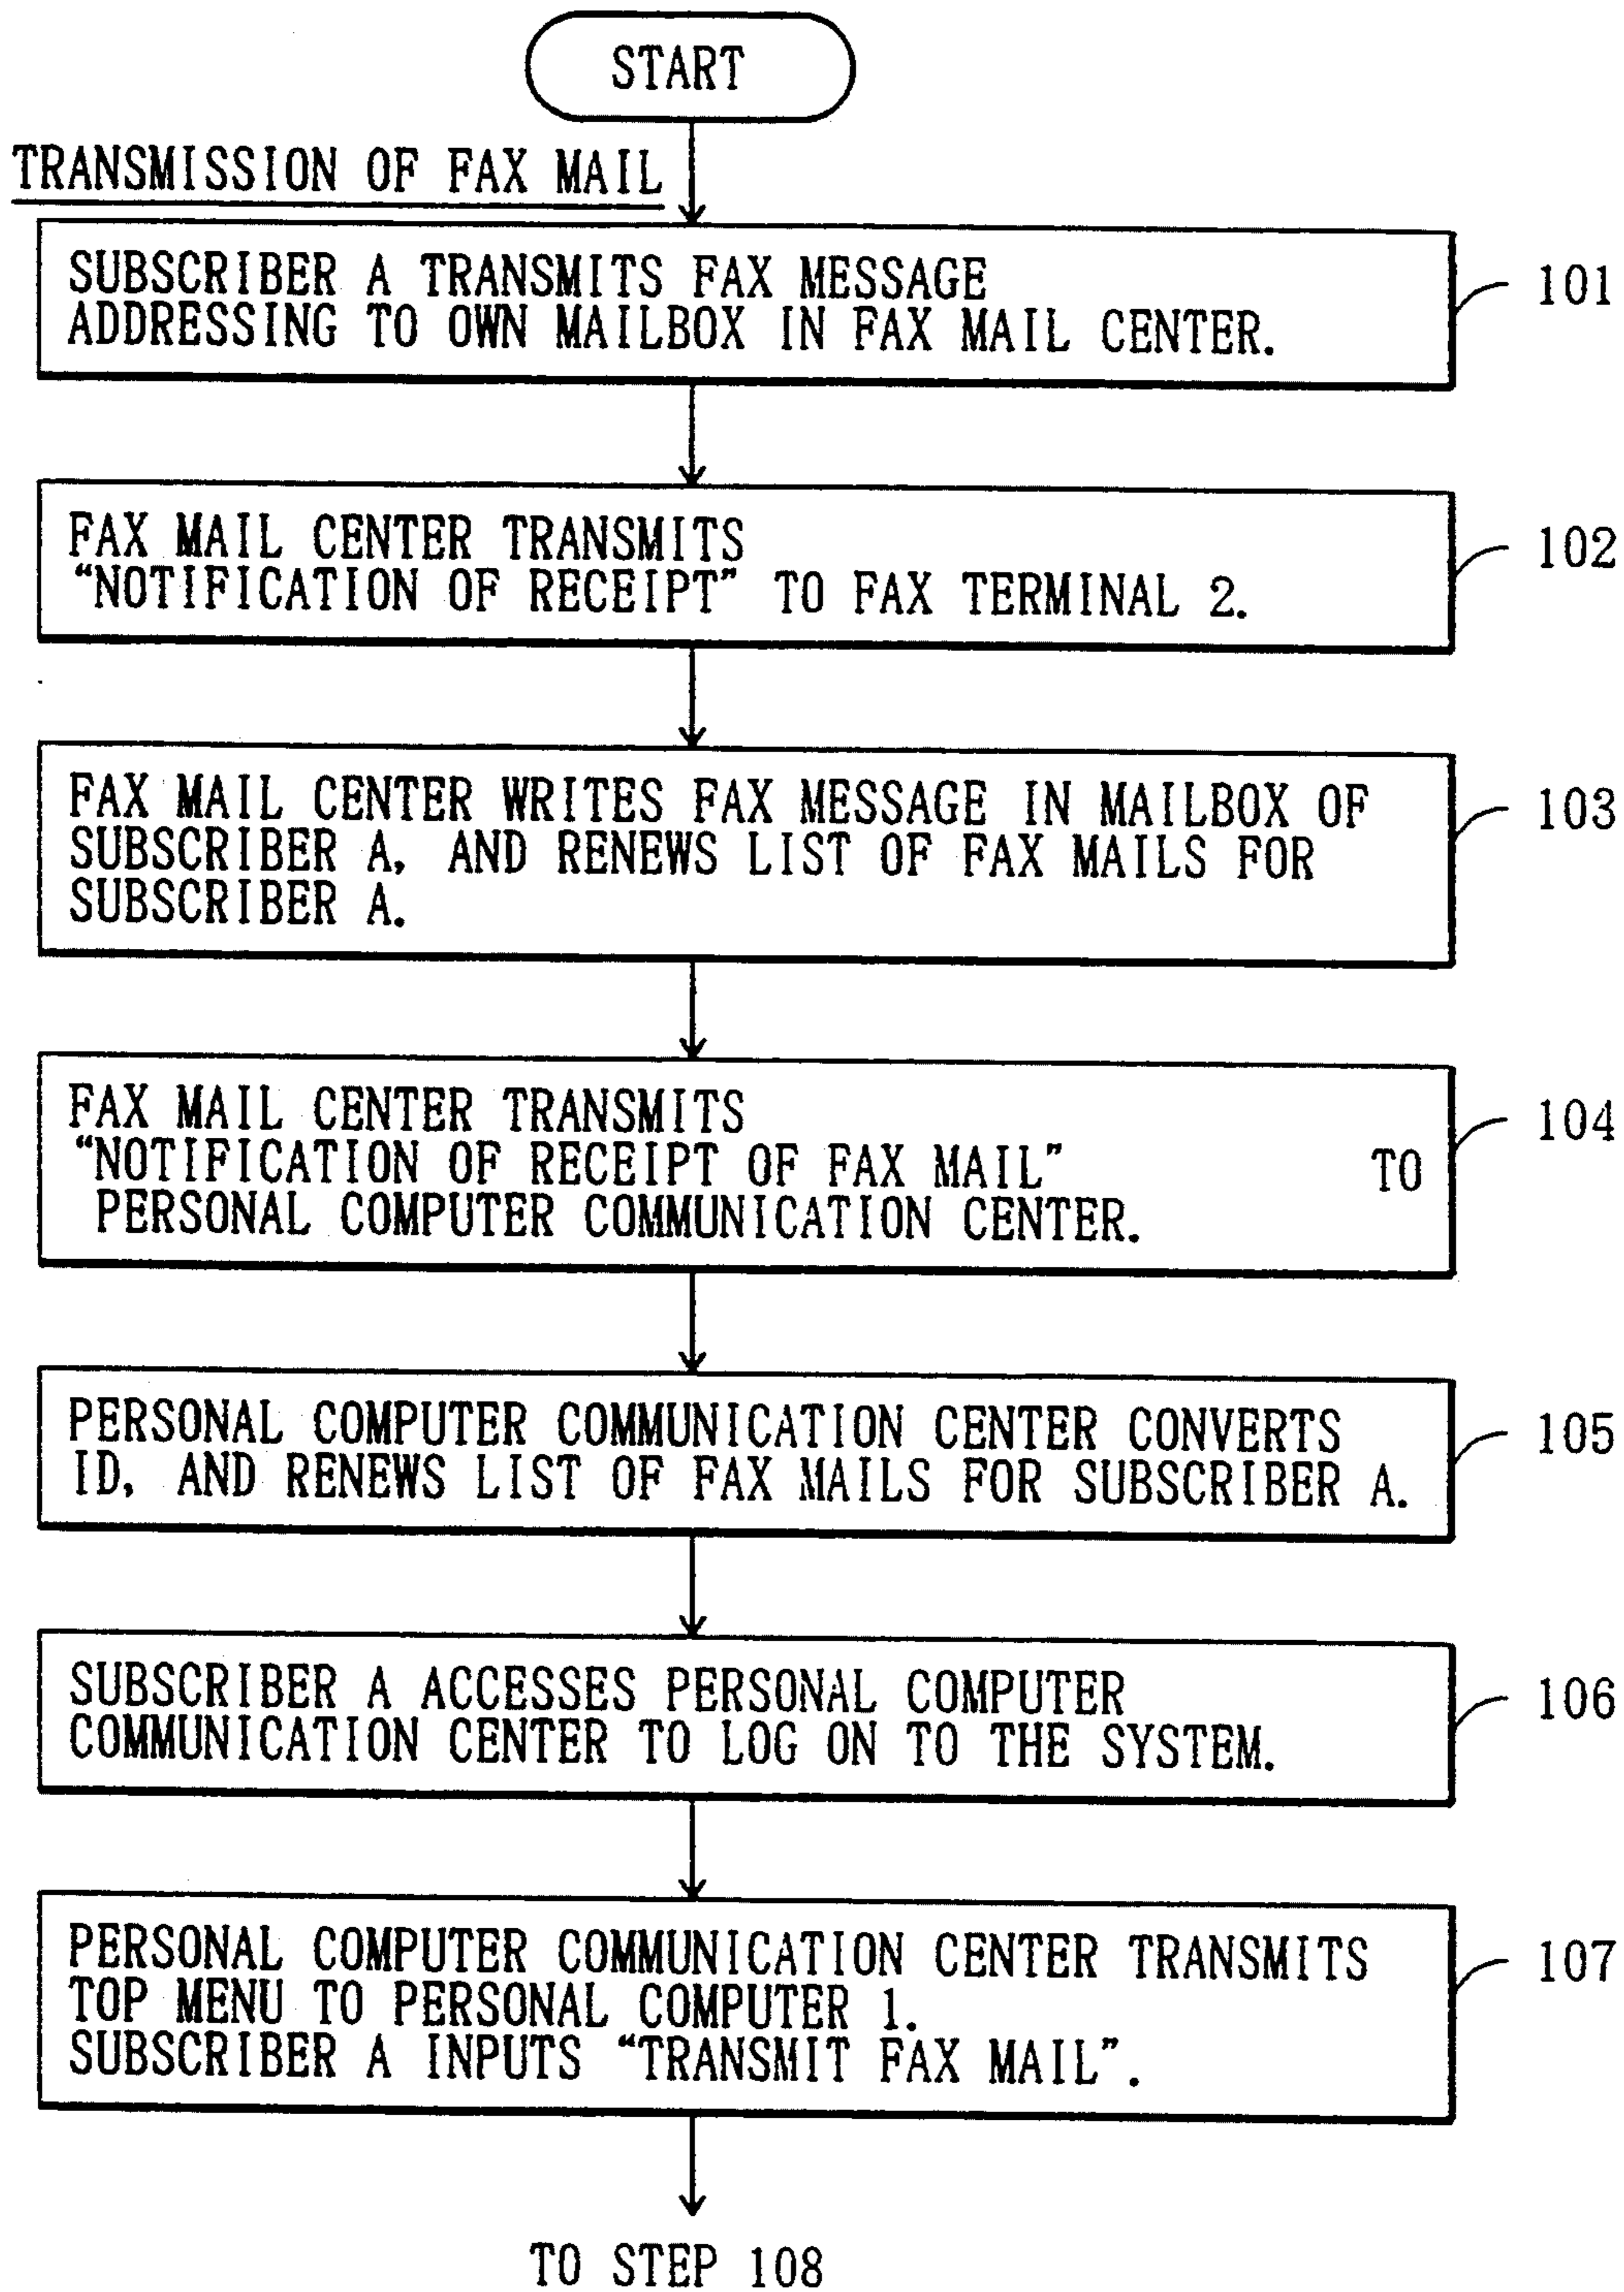 START
TRANSMISSION OF FAX MAIL
SUBSCRIBER A TRANSMITS FAX MESSAGE
ADDRESSING TO OWN MAILBOX IN FAX MAIL CENTER.
101
FAX MAIL CENTER TRANSMITS
“NOTIFICATION OF RECEIPT” TO FAX TERMINAL 2.
102
FAX MAIL CENTER WRITES FAX MESSAGE IN MAILBOX OF
SUBSCRIBER A, AND RENEWS LIST OF FAX MAILS FOR
SUBSCRIBER A.
103
FAX MAIL CENTER TRANSMITS
“NOTIFICATION OF RECEIPT OF FAX MAIL” TO
PERSONAL COMPUTER COMMUNICATION CENTER.
104
PERSONAL COMPUTER COMMUNICATION CENTER CONVERTS
ID, AND RENEWS LIST OF FAX MAILS FOR SUBSCRIBER A.
105
SUBSCRIBER A ACCESSES PERSONAL COMPUTER
COMMUNICATION CENTER TO LOG ON TO THE SYSTEM.
106
PERSONAL COMPUTER COMMUNICATION CENTER TRANSMITS
TOP MENU TO PERSONAL COMPUTER 1.
SUBSCRIBER A INPUTS “TRANSMIT FAX MAIL”.
107
TO STEP 108